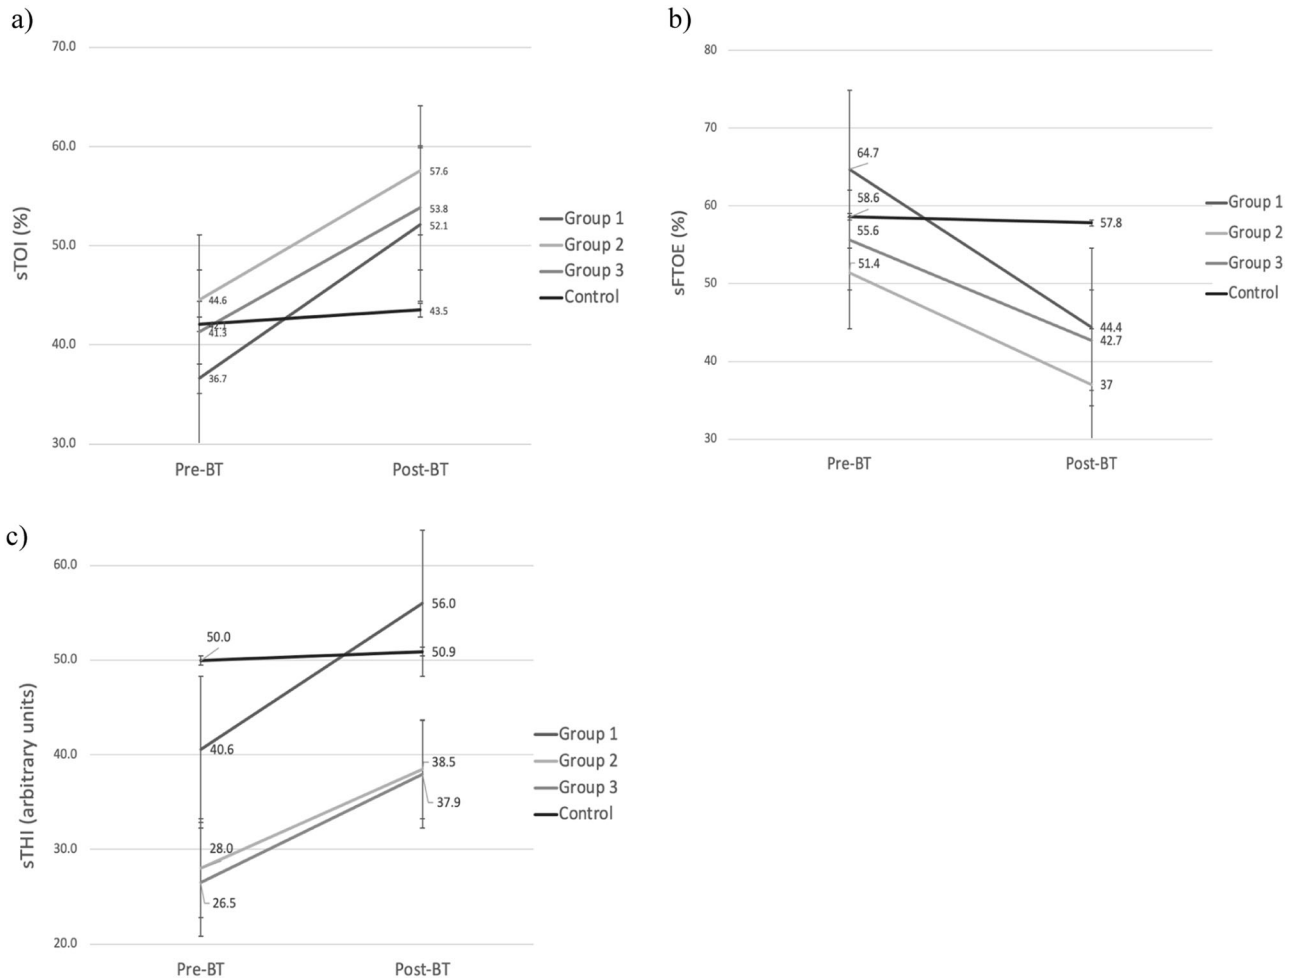 a)
70.0
60.0
50.0
40.0
30.0
sTOI (%)
44.6
42.1
41.3
36.7
57.6
53.8
52.1
43.5
Pre-BT
Post-BT
Group 1
Group 2
Group 3
Control
b)
80
70
60
50
40
30
sFTOE (%)
64.7
58.6
55.6
51.4
57.8
44.4
42.7
37
Pre-BT
Post-BT
Group 1
Group 2
Group 3
Control
c)
60.0
50.0
40.0
30.0
20.0
sTHI (arbitrary units)
50.0
40.6
28.0
26.5
56.0
50.9
38.5
37.9
Pre-BT
Post-BT
Group 1
Group 2
Group 3
Control